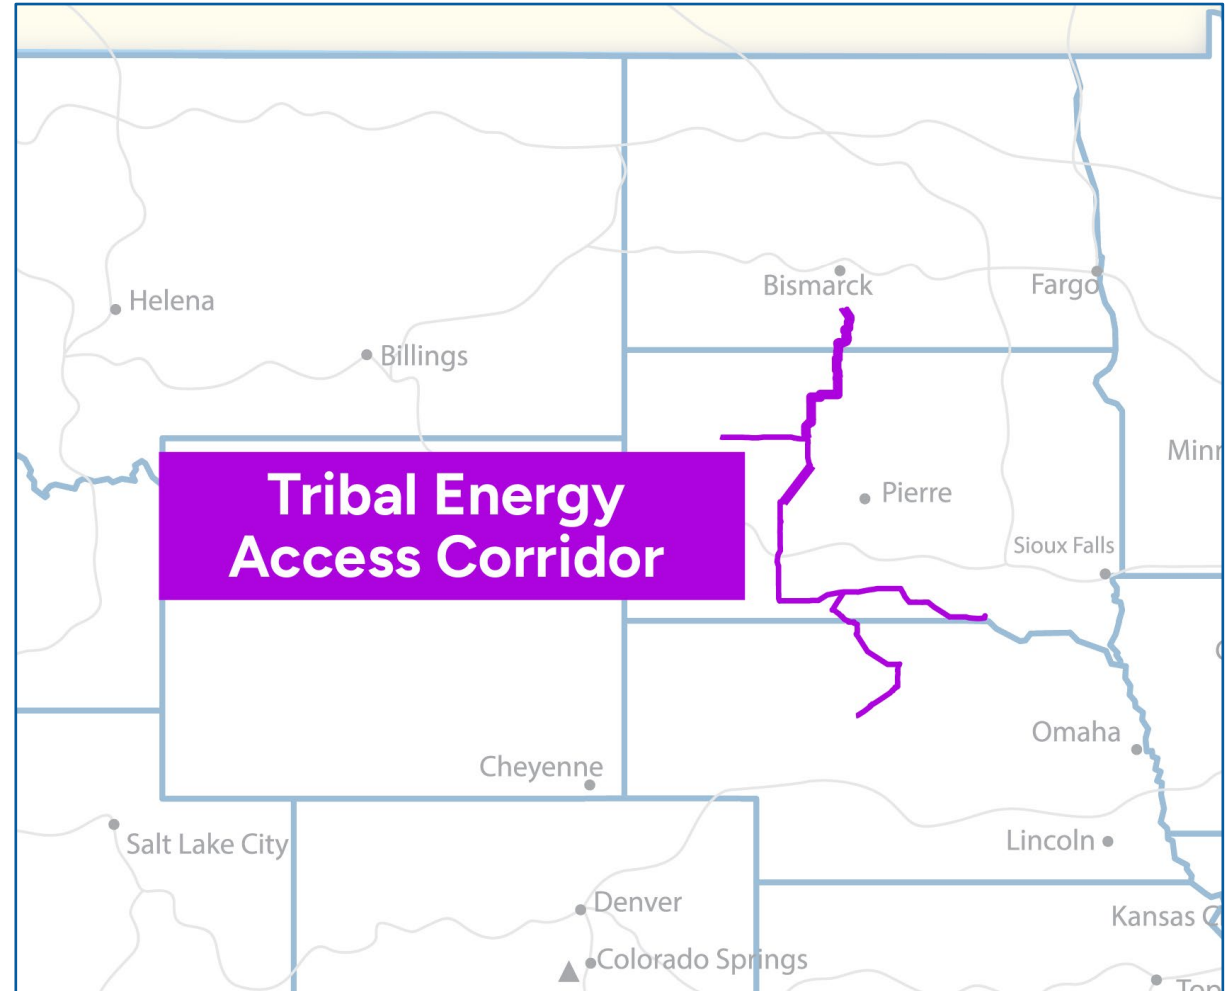 Helena
Bismarck
Fargo
Billings
Minn
Tribal Energy
Access Corridor
Pierre
Sioux Falls
Omaha
Cheyenne
Salt Lake City
Lincoln
Denver
Kansas C
Colorado Springs
Top